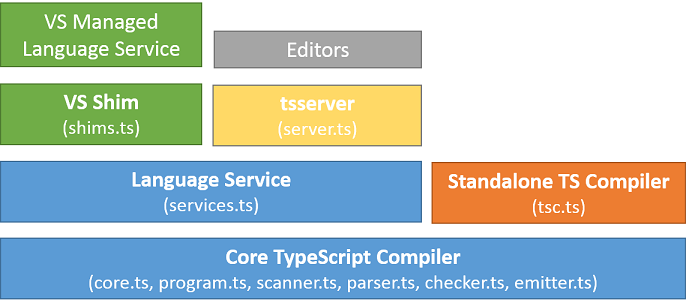 VS Managed
Language Service
Editors
VS Shim
(shims.ts)
tsserver
(server.ts)
Language Service
(services.ts)
Standalone TS Compiler
(tsc.ts)
Core TypeScript Compiler
(core.ts, program.ts, scanner.ts, parser.ts, checker.ts, emitter.ts)